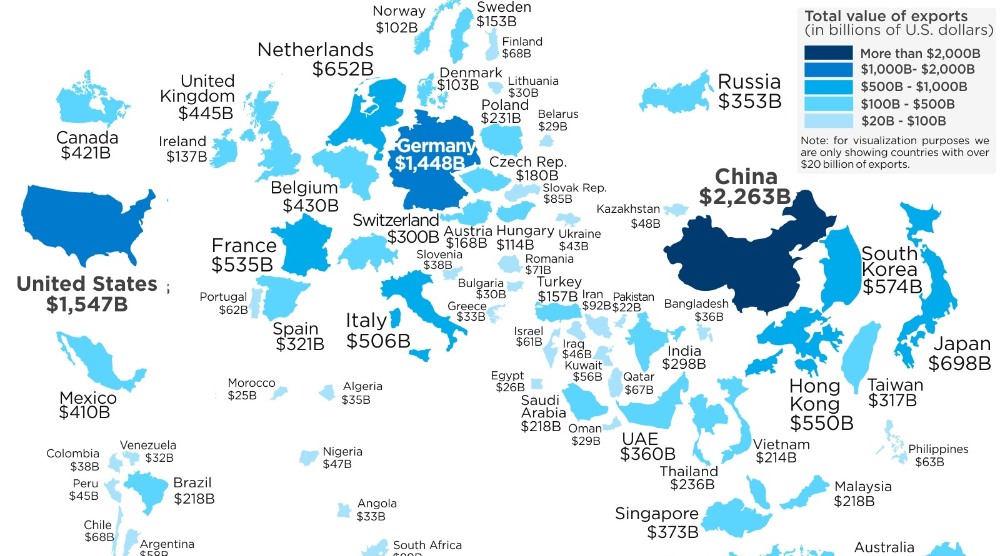 Total value of exports
(in billions of U.S. dollars)
More than $2,000B
$1,000B- $2,000B
$500B - $1,000B
$100B - $500B
$20B - $100B
Note: for visualization purposes we
are only showing countries with over
$20 billion of exports.
Norway
$102B
Sweden
$153B
Finland
$68B
Netherlands
$652B
Denmark
$103B
Lithuania
$30B
United
Kingdom
$445B
Poland
$231B
Belarus
$29B
Russia
$353B
Canada
$421B
Ireland
$137B
Germany
$1,448B
Czech Rep.
$180B
Belgium
$430B
Slovak Rep.
$85B
China
$2,263B
Kazakhstan
$48B
Switzerland
$300B
Austria
$168B
Hungary
$114B
Ukraine
$43B
France
$535B
Slovenia
$38B
Romania
$71B
South
Korea
$574B
United States
$1,547B
Portugal
$62B
Bulgaria
$30B
Turkey
$157B
Iran
$92B
Pakistan
$22B
Bangladesh
$36B
Greece
$33B
Spain
$321B
Italy
$506B
Israel
$61B
Iraq
$46B
India
$298B
Japan
$698B
Kuwait
$56B
Qatar
$67B
Egypt
$26B
Morocco
$25B
Algeria
$35B
Mexico
$410B
Saudi
Arabia
$218B
Oman
$29B
UAE
$360B
Hong
Kong
$550B
Taiwan
$317B
Colombia
$38B
Venezuela
$32B
Nigeria
$47B
Vietnam
$214B
Philippines
$63B
Thailand
$236B
Peru
$45B
Brazil
$218B
Malaysia
$218B
Angola
$33B
Singapore
$373B
Chile
$68B
Argentina
$58B
South Africa
Australia